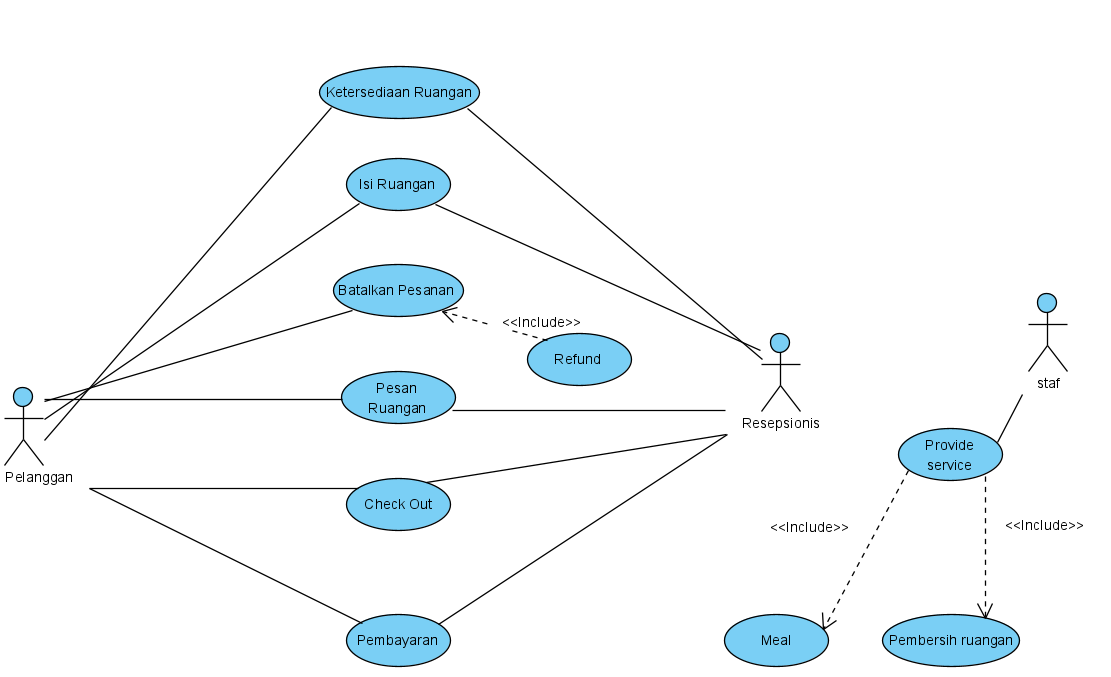 Ketersediaan Ruangan
Isi Ruangan
Batalkan Pesanan
<<Include>>
Refund
Pesan
Ruangan
Pelanggan
Resepsionis
staf
Provide
service
Check Out
<<Include>>
<<Include>>
Pembayaran
Meal
Pembersih ruangan